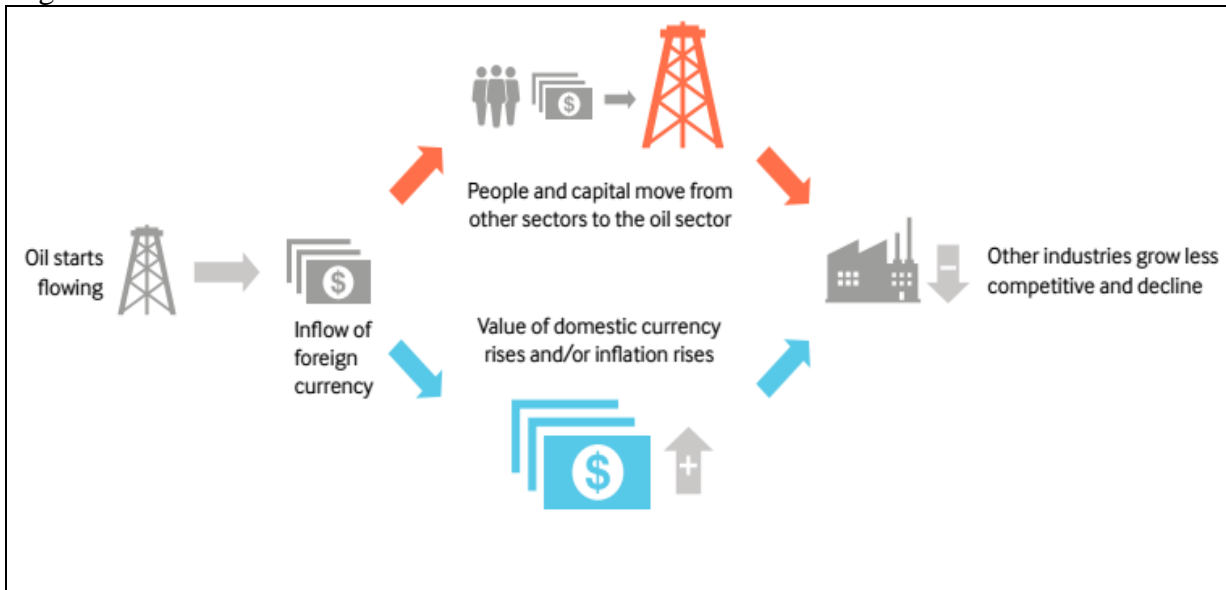 People and capital move from
other sectors to the oil sector
Oil starts
flowing
$
Inflow of
foreign
currency
Value of domestic currency
rises and/or inflation rises
$
+
-
Other industries grow less
competitive and decline
$